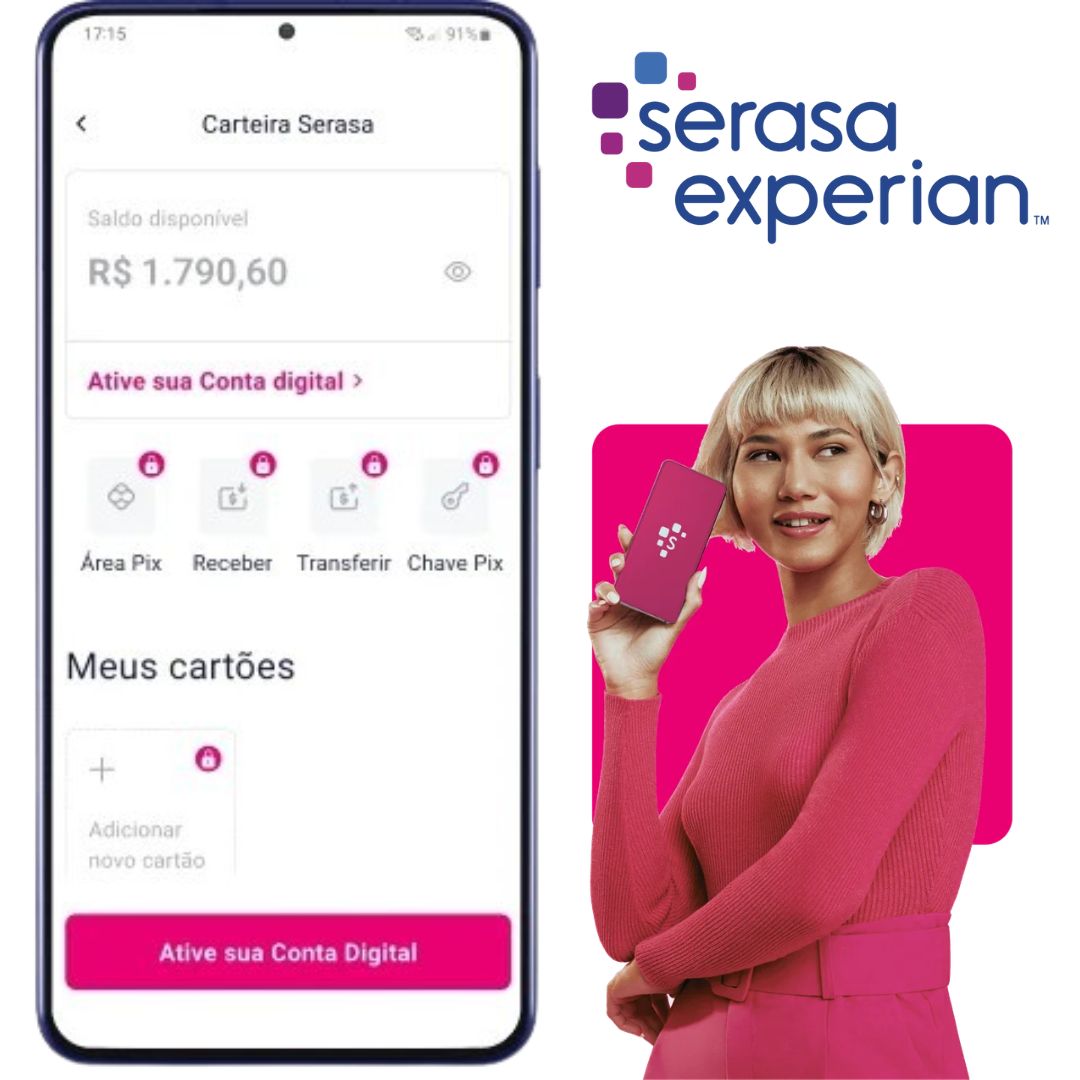 17:15
91%
Carteira Serasa
Saldo disponível
R$ 1.790,60
Ative sua Conta digital >
Área Pix
Receber
Transferir
Chave Pix
Meus cartões
Adicionar
novo cartão
Ative sua Conta Digital
serasa
experian™
S